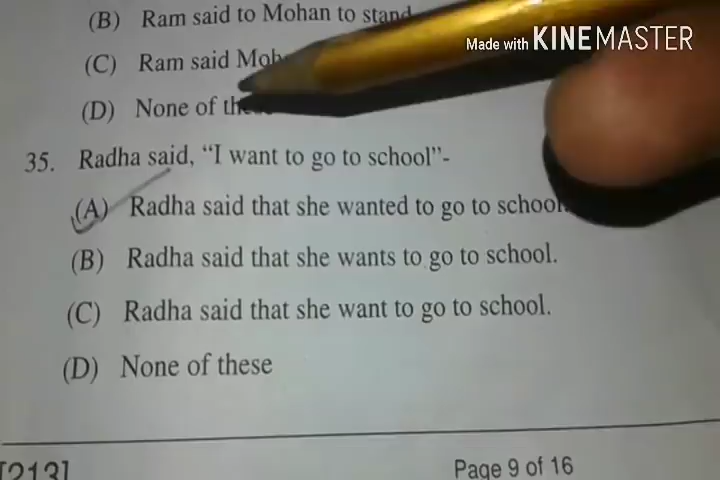 (B) Ram said to Mohan to stand
Made with KINEMASTER
(C) Ram said
(D) None of
35. Radha said, “I want to go to school”-
(A) Radha said that she wanted to go to school.
(B) Radha said that she wants to go to school.
(C) Radha said that she want to go to school.
(D) None of these
[213]
Page 9 of 16